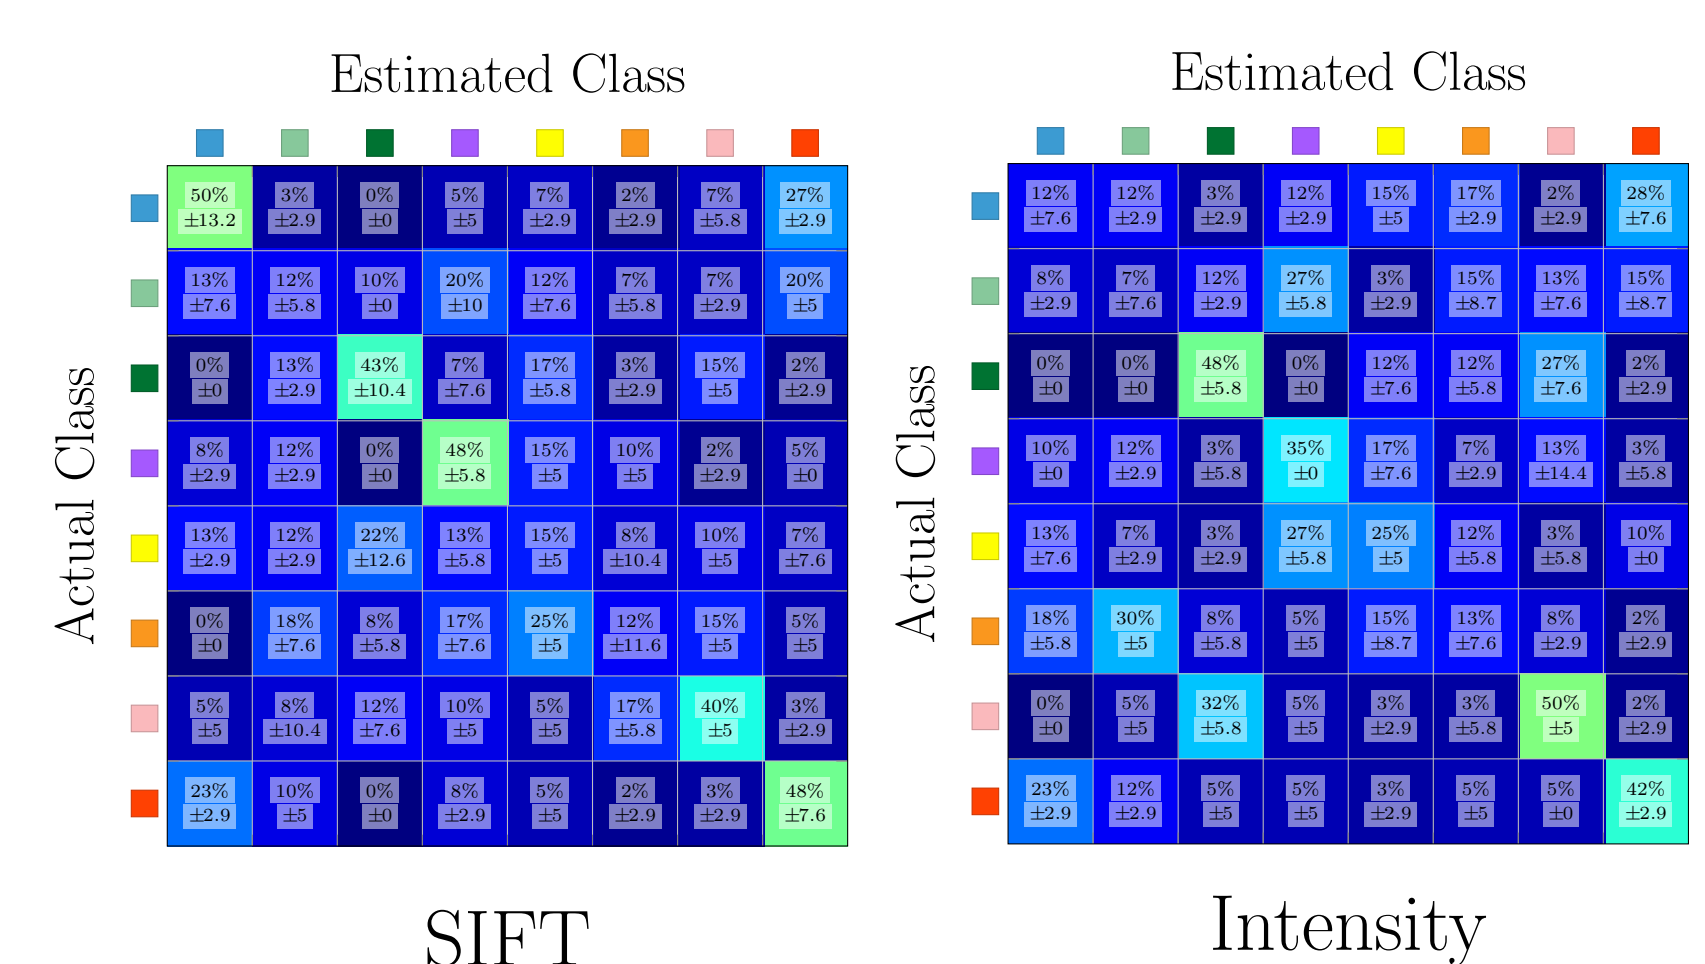 Estimated Class
Actual Class
50% 3% 0% 5% 7% 2% 7% 27%
±13.2 ±2.9 ±0 ±5 ±2.9 ±2.9 ±5.8 ±2.9
13% 12% 10% 20% 12% 7% 7% 20%
±7.6 ±5.8 ±0 ±10 ±7.6 ±5.8 ±2.9 ±5
0% 13% 43% 7% 17% 3% 15% 2%
±0 ±2.9 ±10.4 ±7.6 ±5.8 ±2.9 ±5 ±2.9
8% 12% 0% 48% 15% 10% 2% 5%
±2.9 ±2.9 ±0 ±5.8 ±5 ±5 ±2.9 ±0
13% 12% 22% 13% 15% 8% 10% 7%
±2.9 ±2.9 ±12.6 ±5.8 ±5 ±10.4 ±5 ±7.6
0% 18% 8% 17% 25% 12% 15% 5%
±0 ±7.6 ±5.8 ±7.6 ±5 ±11.6 ±5 ±5
5% 8% 12% 10% 5% 17% 40% 3%
±5 ±10.4 ±7.6 ±5 ±5 ±5.8 ±5 ±2.9
23% 10% 0% 8% 5% 2% 3% 48%
±2.9 ±5 ±0 ±2.9 ±5 ±2.9 ±2.9 ±7.6
SIFT
Estimated Class
Actual Class
12% 12% 3% 12% 15% 17% 2% 28%
±7.6 ±2.9 ±2.9 ±2.9 ±5 ±2.9 ±2.9 ±7.6
8% 7% 12% 27% 3% 15% 13% 15%
±2.9 ±7.6 ±2.9 ±5.8 ±2.9 ±8.7 ±7.6 ±8.7
0% 0% 48% 0% 12% 12% 27% 2%
±0 ±0 ±5.8 ±0 ±7.6 ±5.8 ±7.6 ±2.9
10% 12% 3% 35% 17% 7% 13% 3%
±0 ±2.9 ±5.8 ±0 ±7.6 ±2.9 ±14.4 ±5.8
13% 7% 3% 27% 25% 12% 3% 10%
±7.6 ±2.9 ±2.9 ±5.8 ±5 ±5.8 ±5.8 ±0
18% 30% 8% 5% 15% 13% 8% 2%
±5.8 ±5 ±5.8 ±5 ±8.7 ±7.6 ±2.9 ±2.9
0% 5% 32% 5% 3% 3% 50% 2%
±0 ±5 ±5.8 ±5 ±2.9 ±5.8 ±5 ±2.9
23% 12% 5% 5% 3% 5% 5% 42%
±2.9 ±2.9 ±5 ±5 ±2.9 ±5 ±0 ±2.9
Intensity